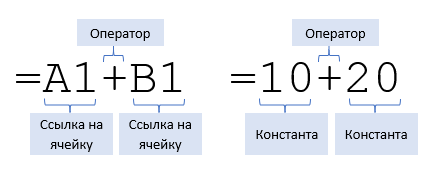 Оператор
Оператор
=A1+B1
=10+20
Ссылка на
ячейку
Ссылка на
ячейку
Константа
Константа